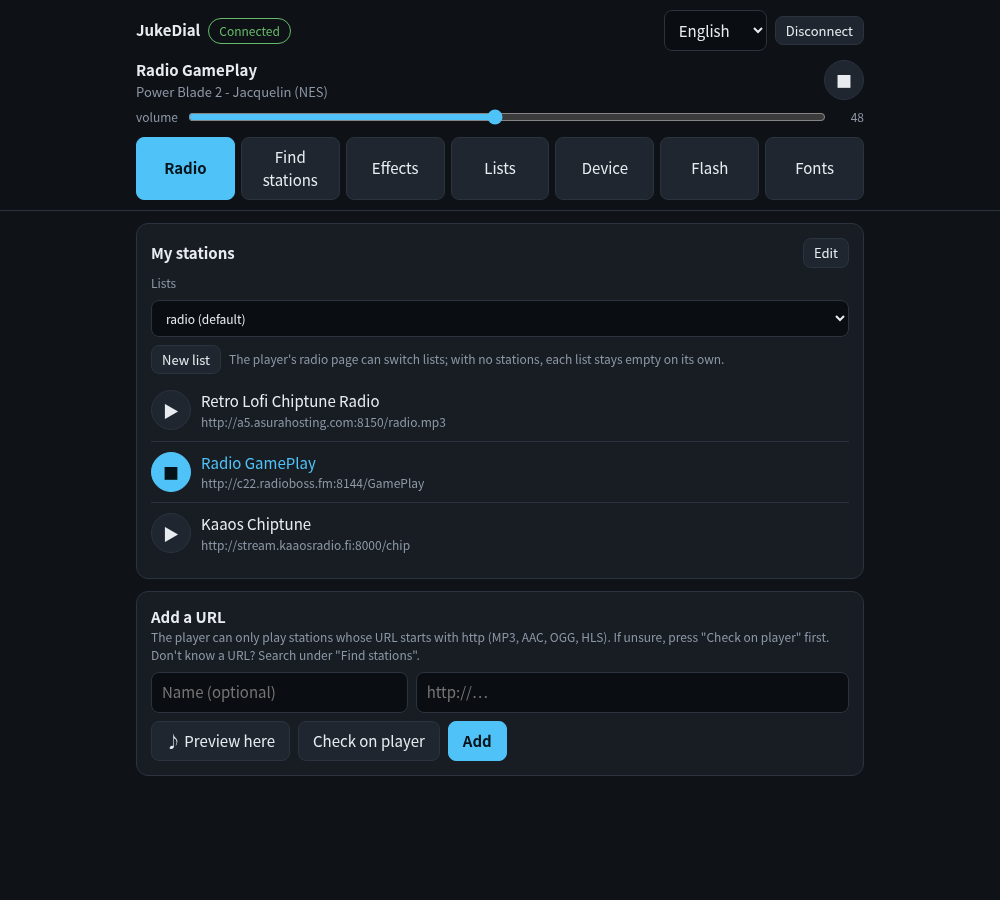 JukeDial
Connected
English
Disconnect
Radio GamePlay
Power Blade 2 - Jacquelin (NES)
volume
48
Radio
Find
stations
Effects
Lists
Device
Flash
Fonts
My stations
Edit
Lists
radio (default)
New list
The player's radio page can switch lists; with no stations, each list stays empty on its own.
Retro Lofi Chiptune Radio
http://a5.asurahosting.com:8150/radio.mp3
Radio GamePlay
http://c22.radioboss.fm:8144/GamePlay
Kaaos Chiptune
http://stream.kaaosradio.fi:8000/chip
Add a URL
The player can only play stations whose URL starts with http (MP3, AAC, OGG, HLS). If unsure, press "Check on player" first.
Don't know a URL? Search under "Find stations".
Name (optional)
http://…
♪ Preview here
Check on player
Add